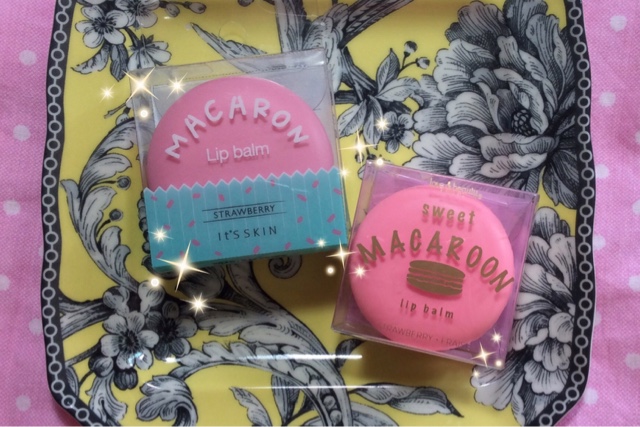 MACARON
Lip balm
STRAWBERRY
It'S SKIN
sweet
MACAROON
lip balm